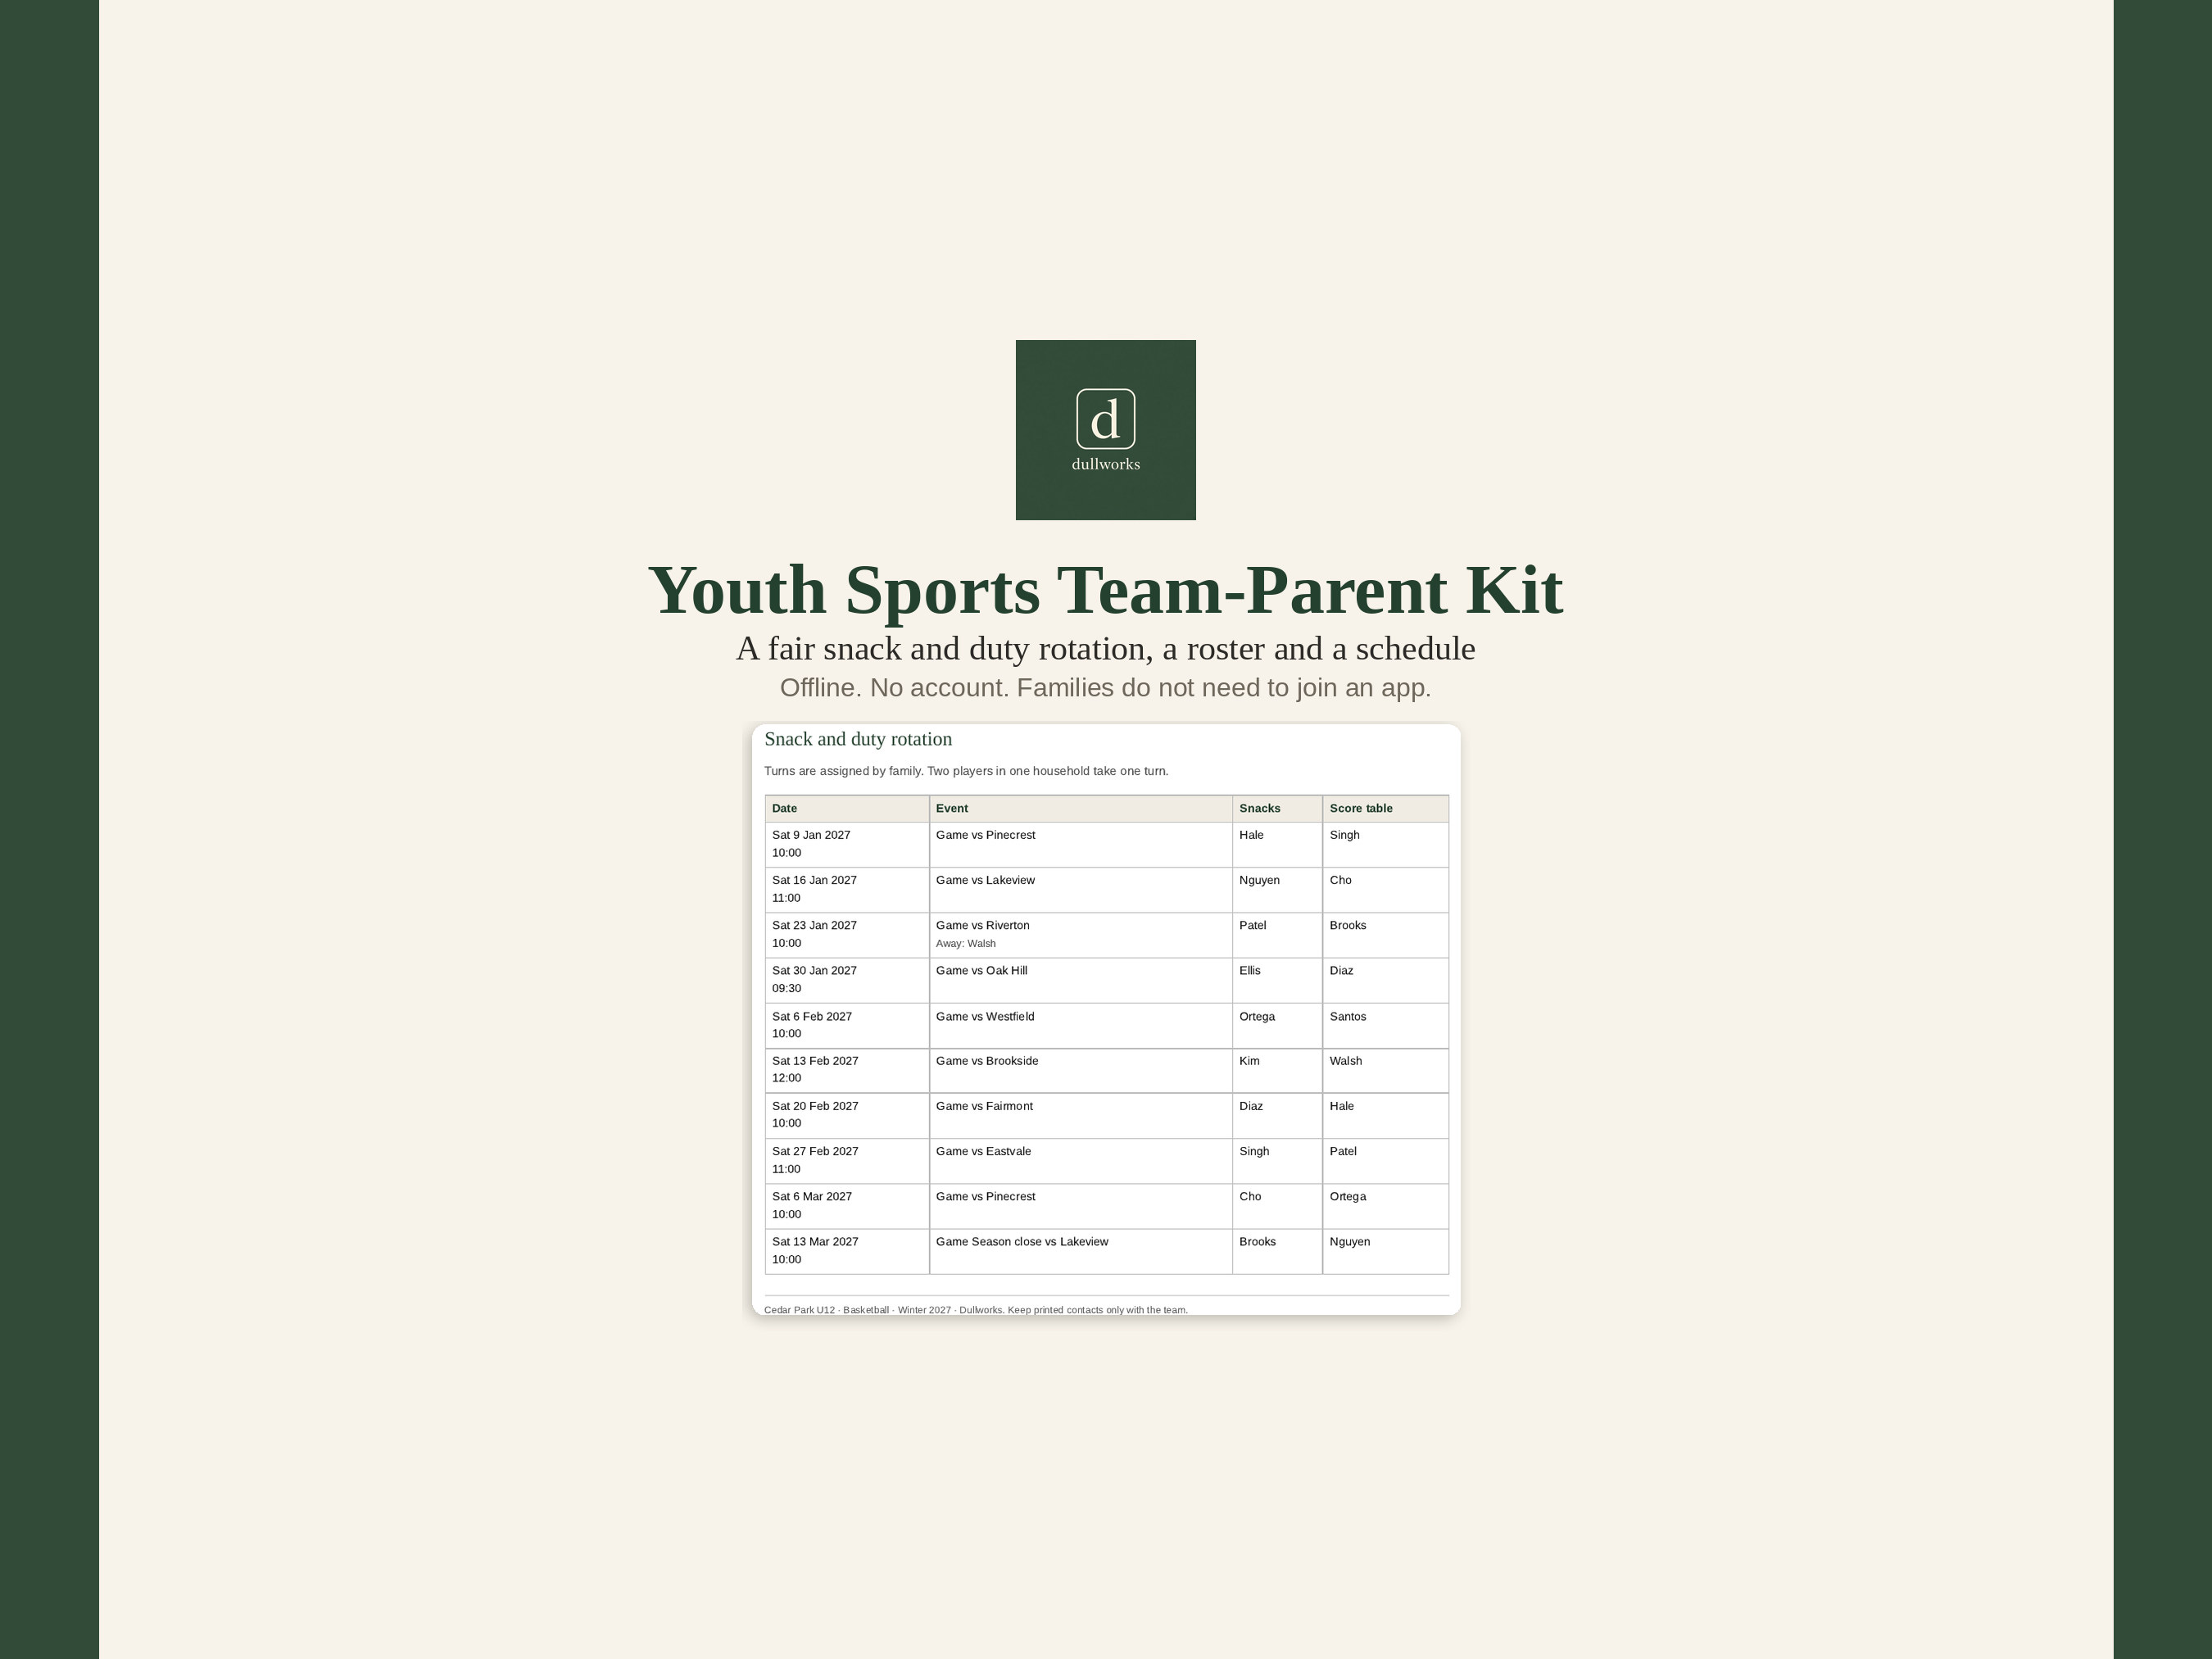 d
dullworks
Youth Sports Team-Parent Kit
A fair snack and duty rotation, a roster and a schedule
Offline. No account. Families do not need to join an app.
Snack and duty rotation
Turns are assigned by family. Two players in one household take one turn.
Date Event Snacks Score table
Sat 9 Jan 2027 Game vs Pinecrest Hale Singh
10:00
Sat 16 Jan 2027 Game vs Lakeview Nguyen Cho
11:00
Sat 23 Jan 2027 Game vs Riverton Patel Brooks
10:00 Away: Walsh
Sat 30 Jan 2027 Game vs Oak Hill Ellis Diaz
09:30
Sat 6 Feb 2027 Game vs Westfield Ortega Santos
10:00
Sat 13 Feb 2027 Game vs Brookside Kim Walsh
12:00
Sat 20 Feb 2027 Game vs Fairmont Diaz Hale
10:00
Sat 27 Feb 2027 Game vs Eastvale Singh Patel
11:00
Sat 6 Mar 2027 Game vs Pinecrest Cho Ortega
10:00
Sat 13 Mar 2027 Game Season close vs Lakeview Brooks Nguyen
10:00
Cedar Park U12 · Basketball · Winter 2027 · Dullworks. Keep printed contacts only with the team.